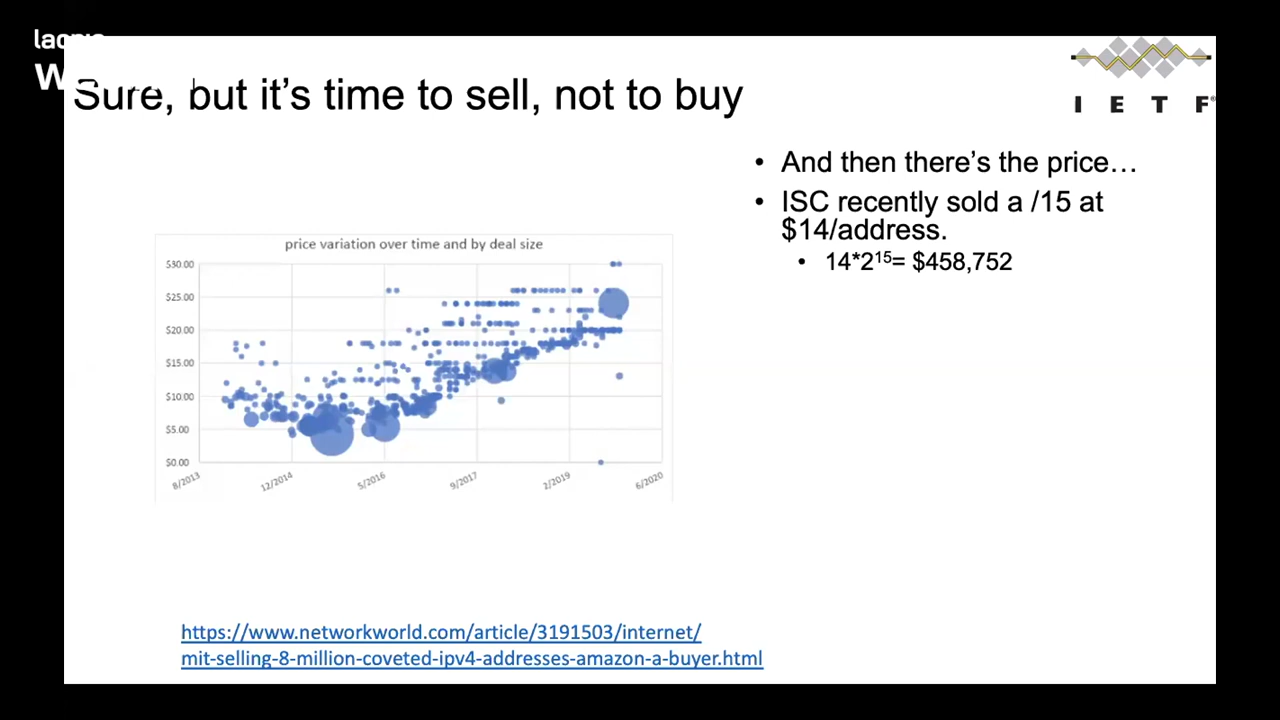 Sure, but it's time to sell, not to buy
I E T F®
• And then there's the price…
• ISC recently sold a /15 at
$14/address.
• 14*2¹⁵= $458,752
price variation over time and by deal size
$30.00
$25.00
$20.00
$15.00
$10.00
$5.00
$0.00
8/2013 12/2014 5/2016 9/2017 2/2019 6/2020
https://www.networkworld.com/article/3191503/internet/
mit-selling-8-million-coveted-ipv4-addresses-amazon-a-buyer.html